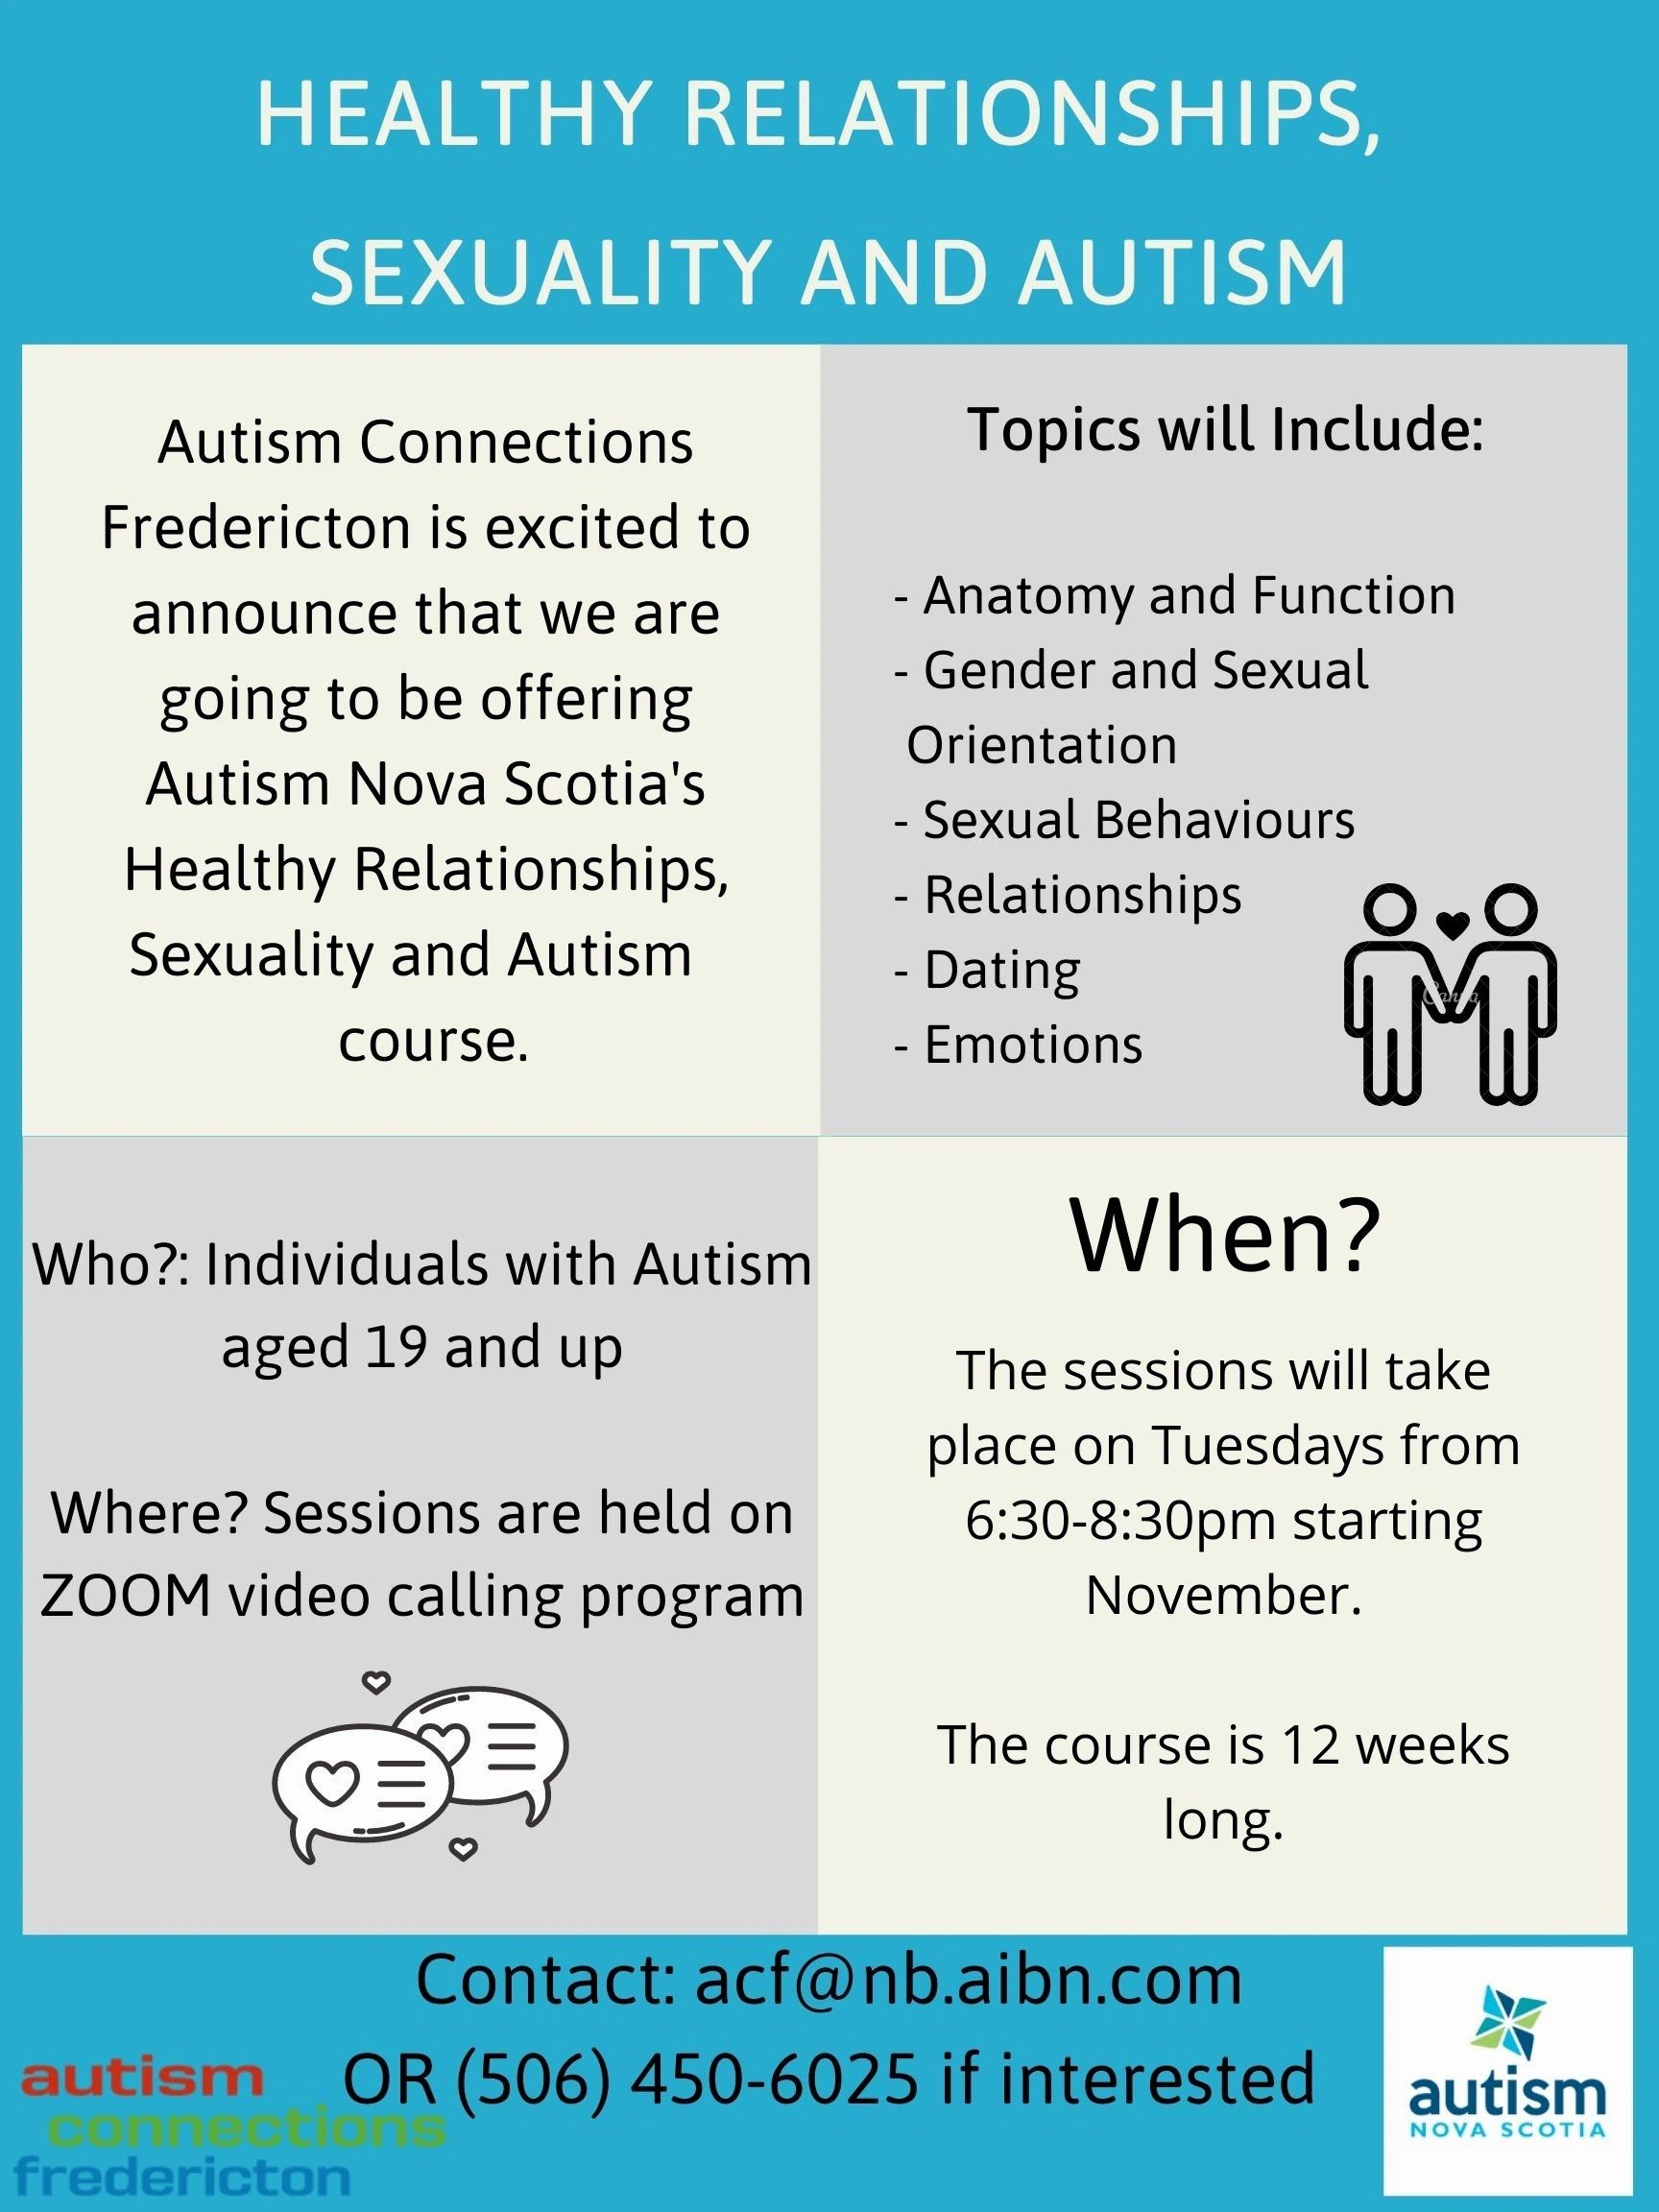 HEALTHY RELATIONSHIPS,
SEXUALITY AND AUTISM
Autism Connections
Fredericton is excited to
announce that we are
going to be offering
Autism Nova Scotia's
Healthy Relationships,
Sexuality and Autism
course.
Topics will Include:
- Anatomy and Function
- Gender and Sexual
Orientation
- Sexual Behaviours
- Relationships
- Dating
- Emotions
Canva
Who?: Individuals with Autism
aged 19 and up
Where? Sessions are held on
ZOOM video calling program
When?
The sessions will take
place on Tuesdays from
6:30-8:30pm starting
November.
The course is 12 weeks
long.
Contact: acf@nb.aibn.com
OR (506) 450-6025 if interested
autism
connections
fredericton
autism
NOVA SCOTIA